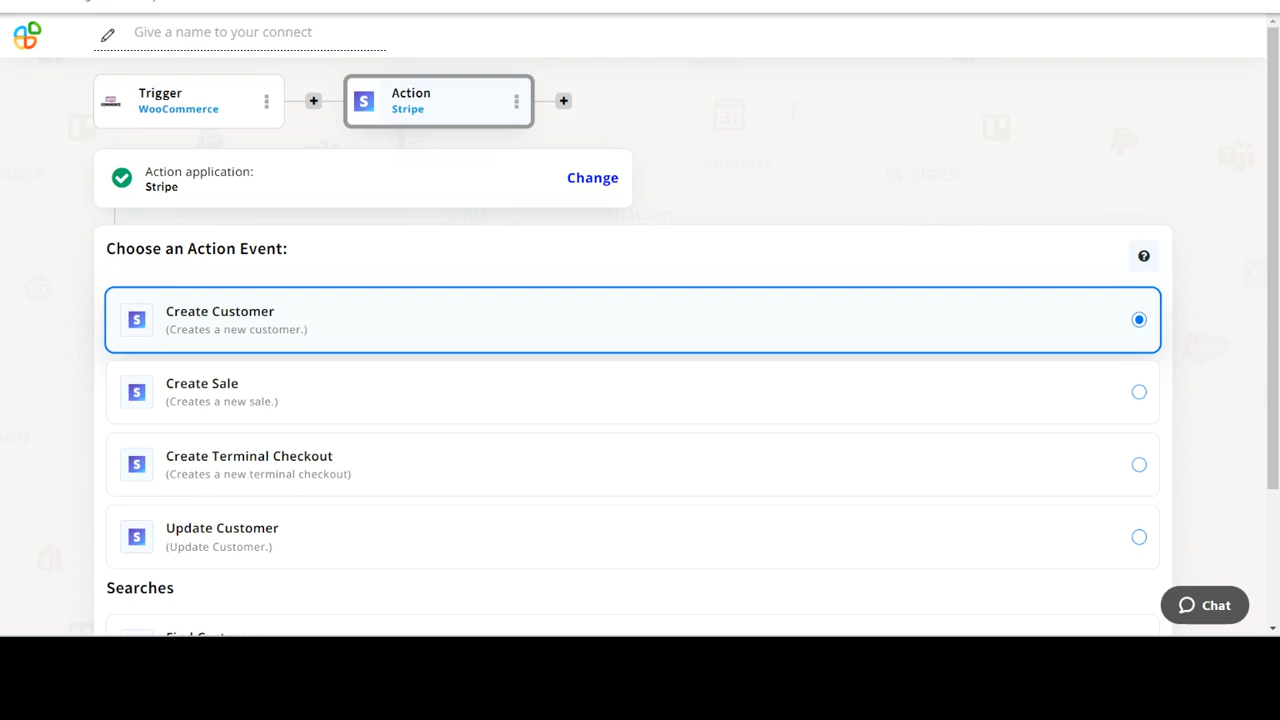 Give a name to your connect
Trigger
WooCommerce
Action
Stripe
Action application:
Stripe
Change
Choose an Action Event:
Create Customer
(Creates a new customer.)
Create Sale
(Creates a new sale.)
Create Terminal Checkout
(Creates a new terminal checkout)
Update Customer
(Update Customer.)
Searches
Find Customer
Chat